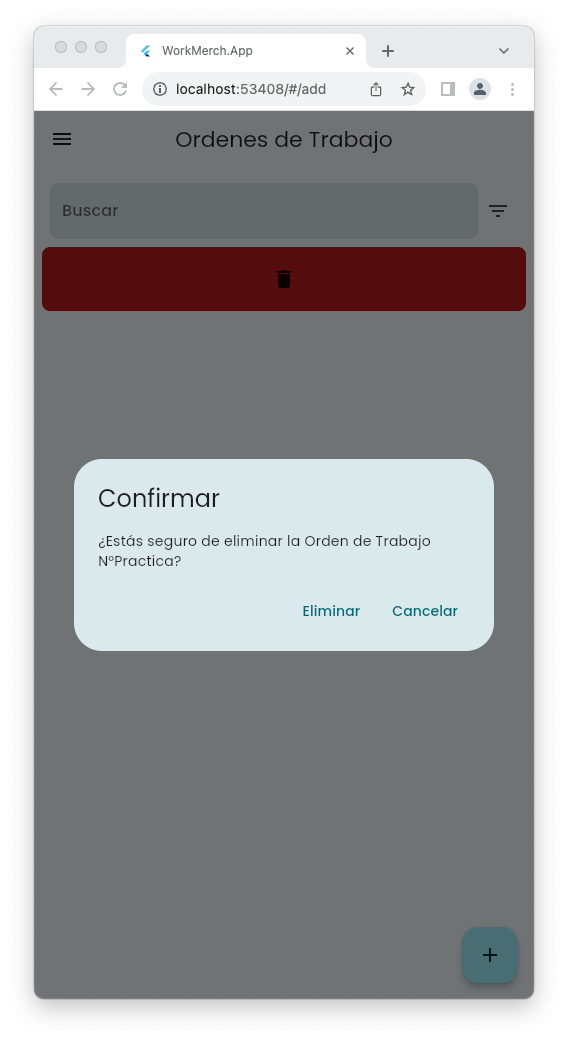 WorkMerch.App
localhost:53408/#/add
Ordenes de Trabajo
Buscar
Confirmar
¿Estás seguro de eliminar la Orden de Trabajo
NºPractica?
Eliminar Cancelar